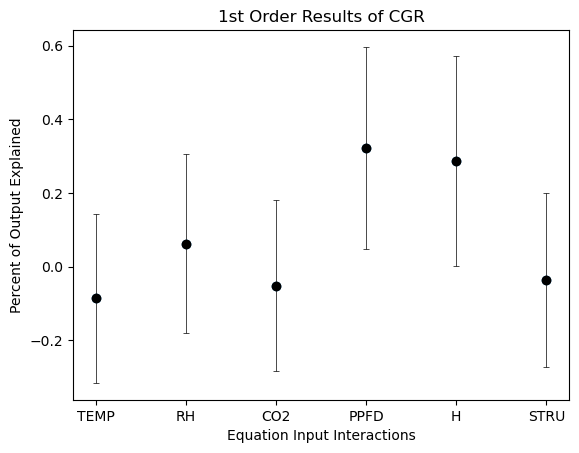 1st Order Results of CGR
Percent of Output Explained
0.6
0.4
0.2
0.0
−0.2
TEMP RH CO2 PPFD H STRU
Equation Input Interactions